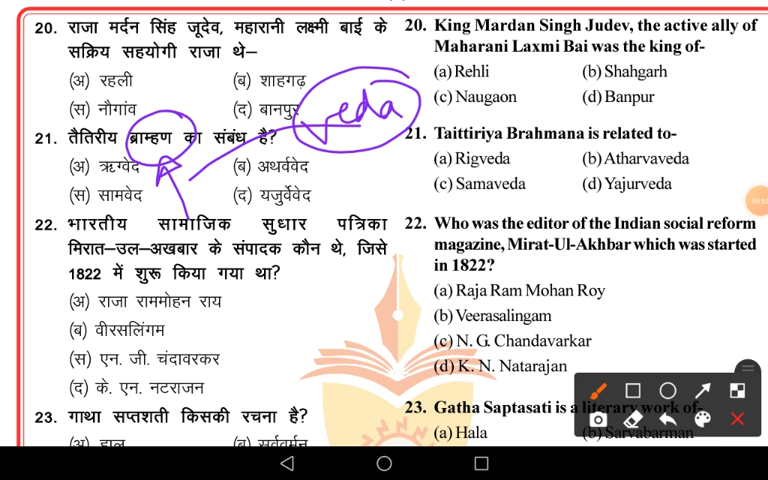 20. राजा मर्दन सिंह जूदेव, महारानी लक्ष्मी बाई के
सक्रिय सहयोगी राजा थे–
(अ) रहली (ब) शाहगढ़
(स) नौगांव (द) बानपुर
21. तैतिरीय ब्राम्हण का संबंध है?
(अ) ऋग्वेद (ब) अथर्ववेद
(स) सामवेद (द) यजुर्वेवेद
22. भारतीय सामाजिक सुधार पत्रिका
मिरात–उल–अखबार के संपादक कौन थे, जिसे
1822 में शुरू किया गया था?
(अ) राजा राममोहन राय
(ब) वीरसलिंगम
(स) एन. जी. चंदावरकर
(द) के. एन. नटराजन
23. गाथा सप्तशती किसकी रचना है?
(अ) हाल (ब) सर्ववर्मन
veda
20. King Mardan Singh Judev, the active ally of
Maharani Laxmi Bai was the king of-
(a) Rehli (b) Shahgarh
(c) Naugaon (d) Banpur
21. Taittiriya Brahmana is related to-
(a) Rigveda (b) Atharvaveda
(c) Samaveda (d) Yajurveda
22. Who was the editor of the Indian social reform
magazine, Mirat-Ul-Akhbar which was started
in 1822?
(a) Raja Ram Mohan Roy
(b) Veerasalingam
(c) N. G. Chandavarkar
(d) K. N. Natarajan
23. Gatha Saptasati is a literary work of-
(a) Hala (b) Sarvabarman